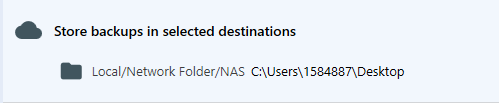 Store backups in selected destinations
Local/Network Folder/NAS C:\Users\1584887\Desktop